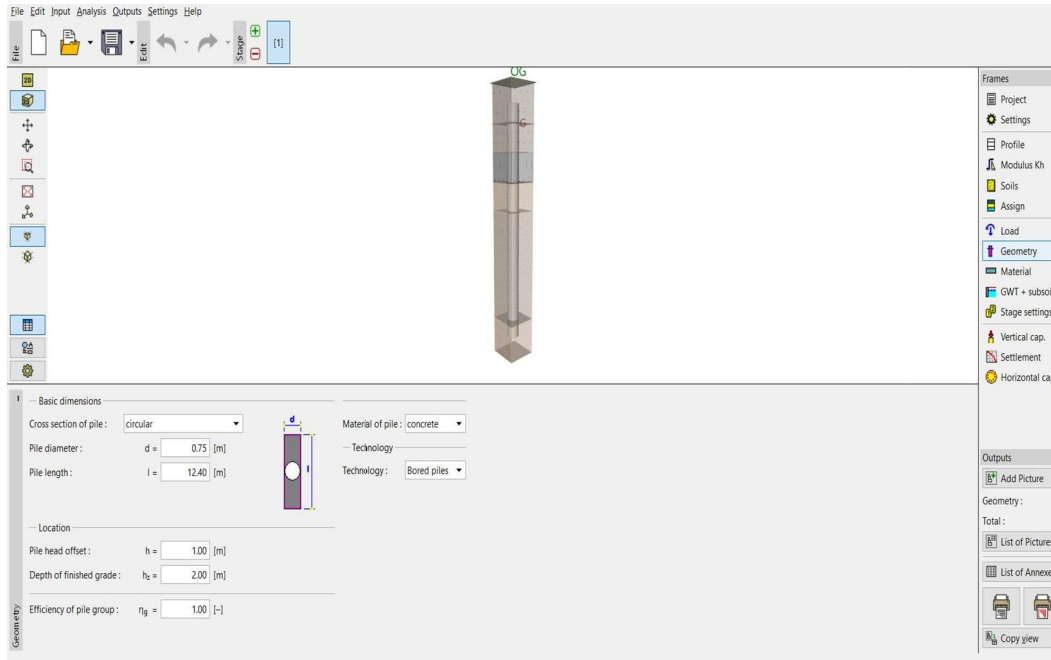 File Edit Input Analysis Outputs Settings Help
File
Edit
Stage
[1]
2D
3D
OG
G
Frames
Project
Settings
Profile
Modulus Kh
Soils
Assign
Load
Geometry
Material
GWT + subsoi
Stage settings
Vertical cap.
Settlement
Horizontal ca
Outputs
Add Picture
Geometry :
Total :
List of Pictures
List of Annexe
Copy view
Geometry
Basic dimensions
Cross section of pile : circular
Pile diameter : d = 0.75 [m]
Pile length : l = 12.40 [m]
d
l
Material of pile : concrete
Technology
Technology : Bored piles
Location
Pile head offset : h = 1.00 [m]
Depth of finished grade : hz = 2.00 [m]
Efficiency of pile group : ηg = 1.00 [–]